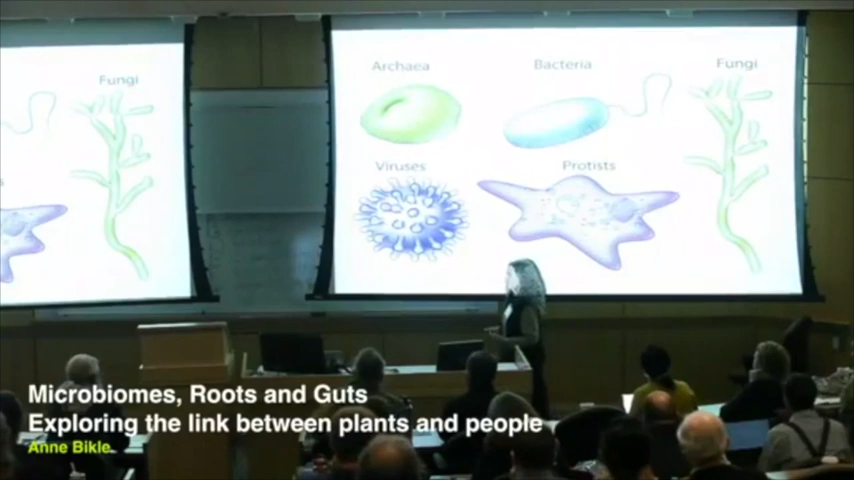 Fungi
Archaea
Bacteria
Fungi
Viruses
Protists
Microbiomes, Roots and Guts
Exploring the link between plants and people
Anne Bikle